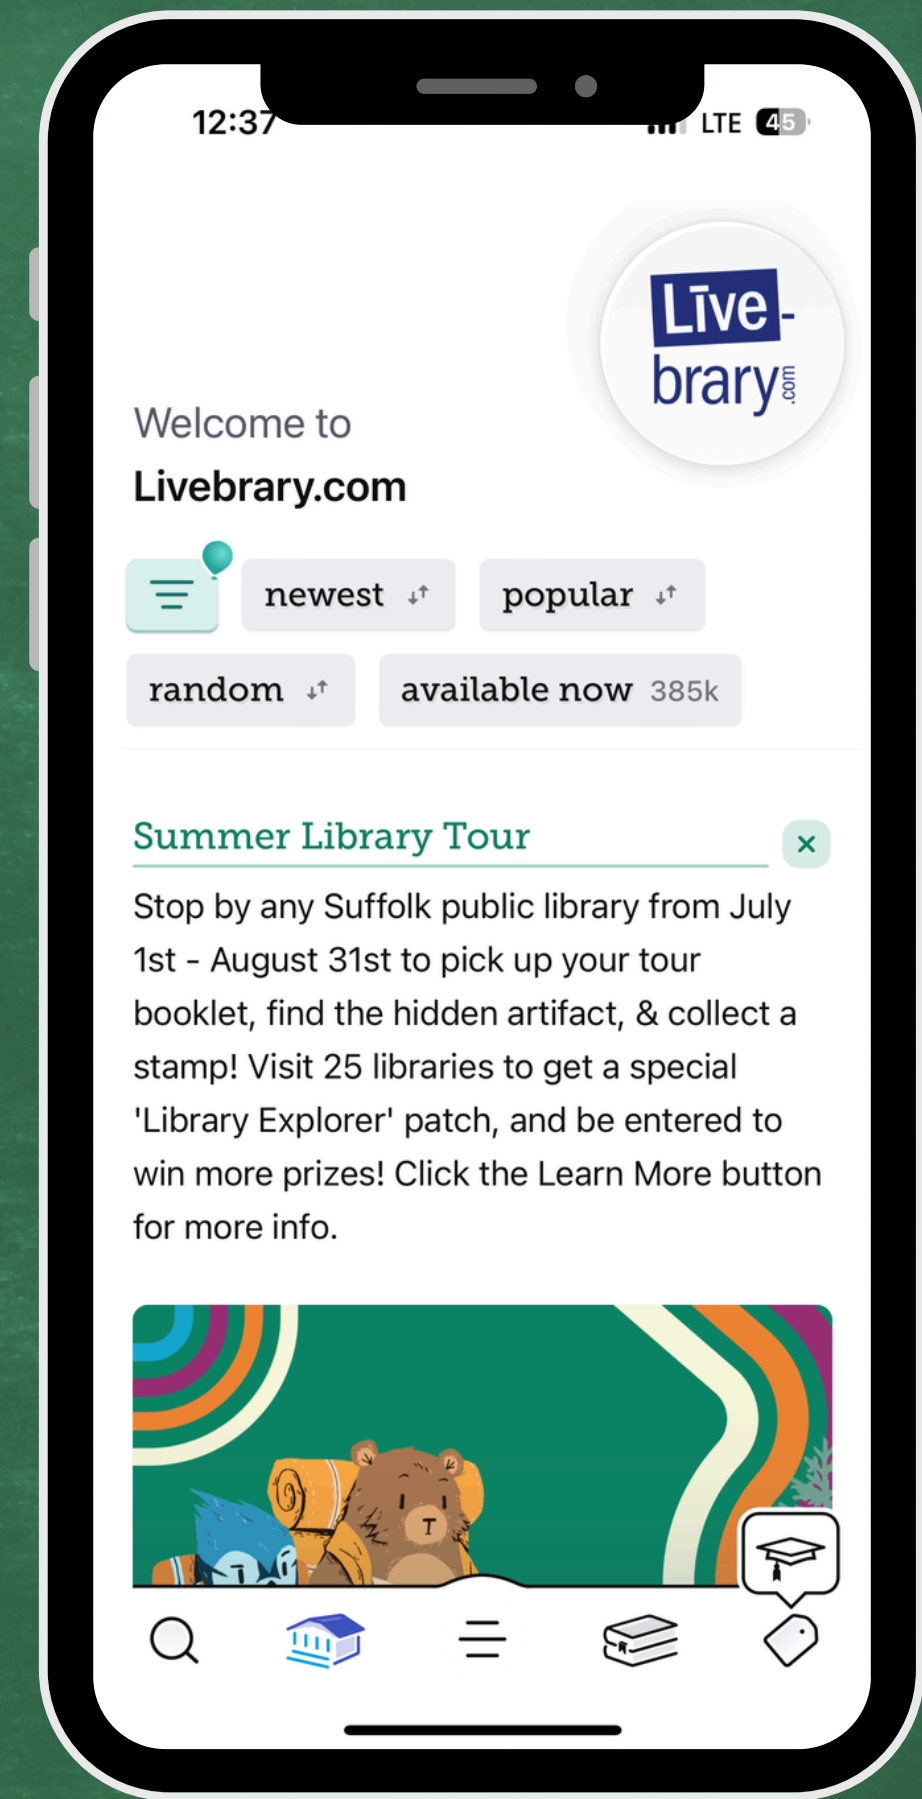 12:37
LTE 45
Live-
brary.com
Welcome to
Livebrary.com
newest
popular
random
available now 385k
Summer Library Tour
Stop by any Suffolk public library from July
1st - August 31st to pick up your tour
booklet, find the hidden artifact, & collect a
stamp! Visit 25 libraries to get a special
'Library Explorer' patch, and be entered to
win more prizes! Click the Learn More button
for more info.